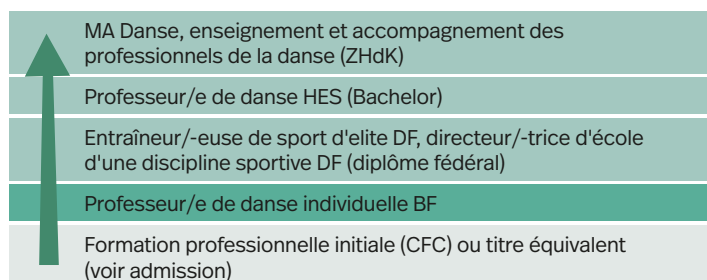 MA Danse, enseignement et accompagnement des
professionnels de la danse (ZHdK)
Professeur/e de danse HES (Bachelor)
Entraîneur/-euse de sport d'elite DF, directeur/-trice d'école
d'une discipline sportive DF (diplôme fédéral)
Professeur/e de danse individuelle BF
Formation professionnelle initiale (CFC) ou titre équivalent
(voir admission)